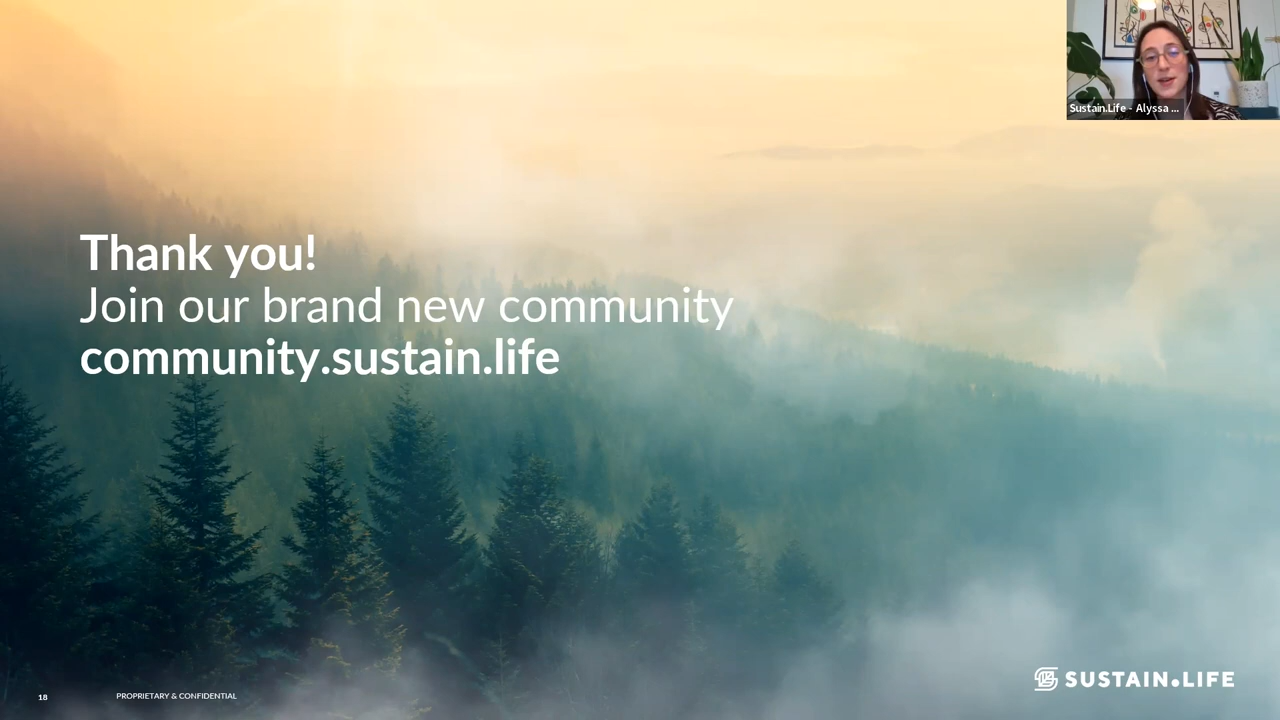 Sustain.Life - Alyssa ...
Thank you!
Join our brand new community
community.sustain.life
18
PROPRIETARY & CONFIDENTIAL
SUSTAIN.LIFE